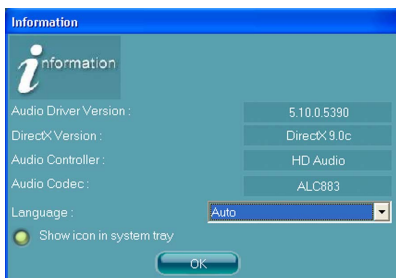 Information
information
Audio Driver Version : 5.10.0.5390
DirectX Version : DirectX 9.0c
Audio Controller : HD Audio
Audio Codec : ALC883
Language : Auto
Show icon in system tray
OK